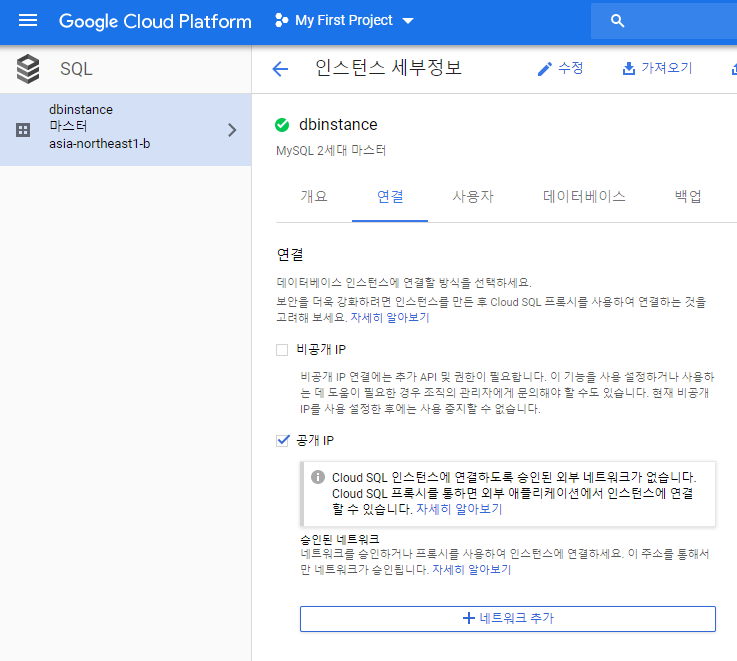 Google Cloud Platform
My First Project
SQL
인스턴스 세부정보
수정
가져오기
dbinstance
마스터
asia-northeast1-b
dbinstance
MySQL 2세대 마스터
개요
연결
사용자
데이터베이스
백업
연결
데이터베이스 인스턴스에 연결할 방식을 선택하세요.
보안을 더욱 강화하려면 인스턴스를 만든 후 Cloud SQL 프록시를 사용하여 연결하는 것을
고려해 보세요. 자세히 알아보기
비공개 IP
비공개 IP 연결에는 추가 API 및 권한이 필요합니다. 이 기능을 사용 설정하거나 사용하
는 데 도움이 필요한 경우 조직의 관리자에게 문의해야 할 수도 있습니다. 현재 비공개
IP를 사용 설정한 후에는 사용 중지할 수 없습니다.
공개 IP
Cloud SQL 인스턴스에 연결하도록 승인된 외부 네트워크가 없습니다.
Cloud SQL 프록시를 통하면 외부 애플리케이션에서 인스턴스에 연결
할 수 있습니다. 자세히 알아보기
승인된 네트워크
네트워크를 승인하거나 프록시를 사용하여 인스턴스에 연결하세요. 이 주소를 통해서
만 네트워크가 승인됩니다. 자세히 알아보기
+ 네트워크 추가